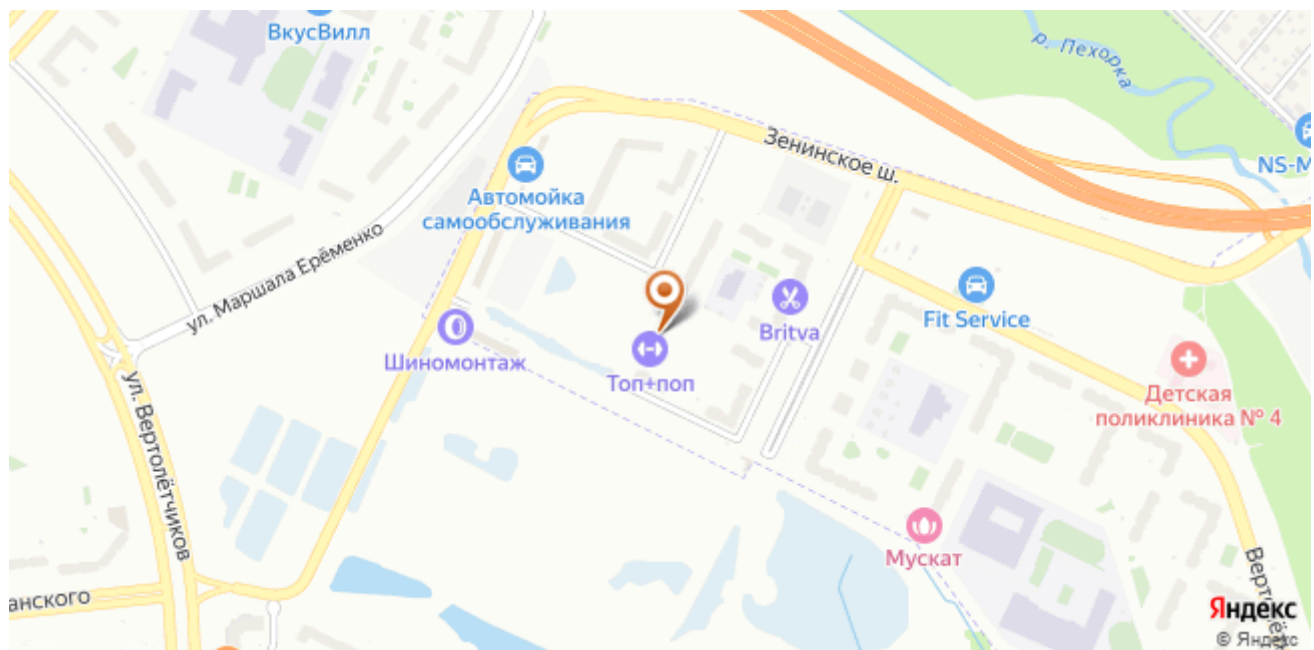 ВкусВилл
р. Пехорка
Зенинское ш.
NS-M
Автомойка
самообслуживания
ул. Маршала Ерёменко
Fit Service
Britva
Шиномонтаж
Топ+поп
Детская
поликлиника № 4
ул. Вертолётчиков
Мускат
анского
Верто
Яндекс
© Яндекс